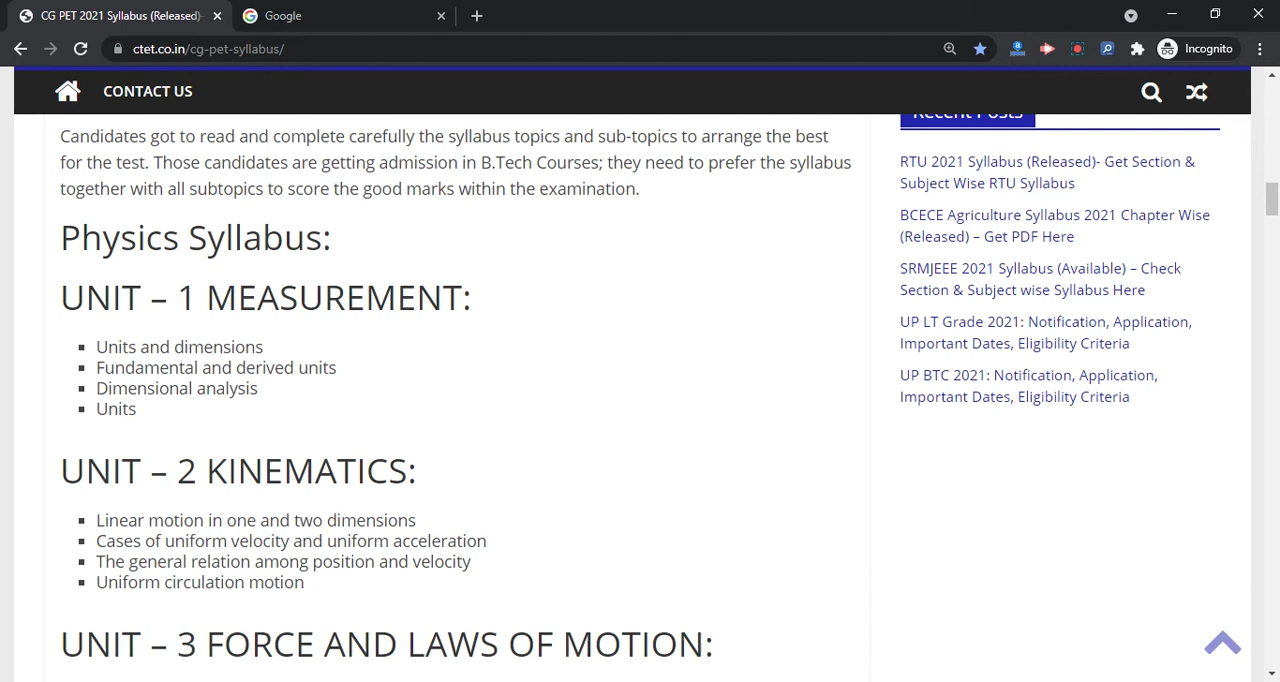 CG PET 2021 Syllabus (Released)-
Google
ctet.co.in/cg-pet-syllabus/
Incognito
CONTACT US
Candidates got to read and complete carefully the syllabus topics and sub-topics to arrange the best
for the test. Those candidates are getting admission in B.Tech Courses; they need to prefer the syllabus
together with all subtopics to score the good marks within the examination.
Physics Syllabus:
UNIT – 1 MEASUREMENT:
Units and dimensions
Fundamental and derived units
Dimensional analysis
Units
UNIT – 2 KINEMATICS:
Linear motion in one and two dimensions
Cases of uniform velocity and uniform acceleration
The general relation among position and velocity
Uniform circulation motion
UNIT – 3 FORCE AND LAWS OF MOTION:
Recent Posts
RTU 2021 Syllabus (Released)- Get Section &
Subject Wise RTU Syllabus
BCECE Agriculture Syllabus 2021 Chapter Wise
(Released) – Get PDF Here
SRMJEEE 2021 Syllabus (Available) – Check
Section & Subject wise Syllabus Here
UP LT Grade 2021: Notification, Application,
Important Dates, Eligibility Criteria
UP BTC 2021: Notification, Application,
Important Dates, Eligibility Criteria